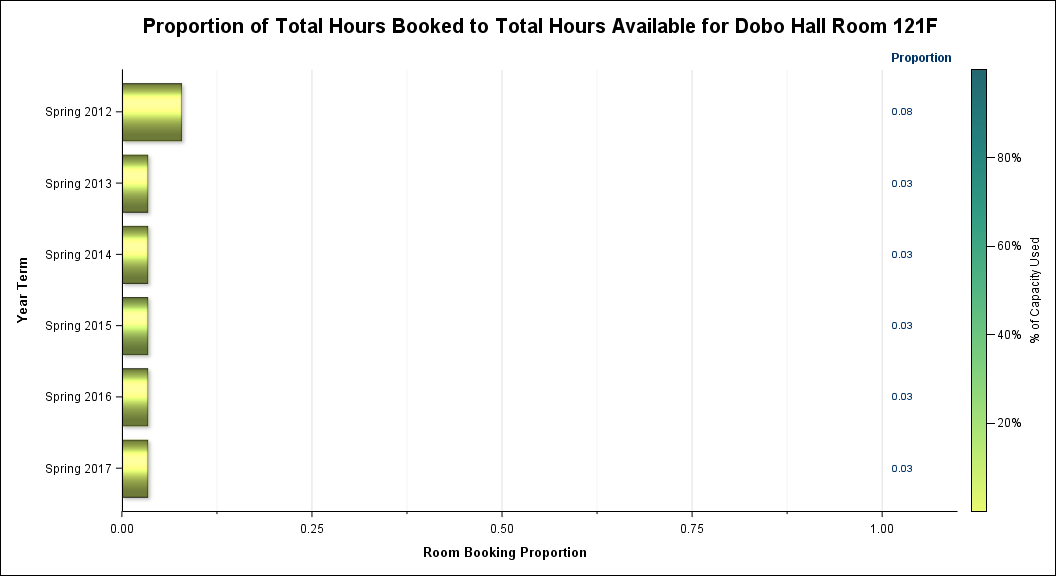 Proportion of Total Hours Booked to Total Hours Available for Dobo Hall Room 121F
Proportion
Spring 2012 0.08
Spring 2013 0.03
Spring 2014 0.03
Spring 2015 0.03
Spring 2016 0.03
Spring 2017 0.03
Year Term
0.00 0.25 0.50 0.75 1.00
Room Booking Proportion
80%
60%
40%
20%
% of Capacity Used